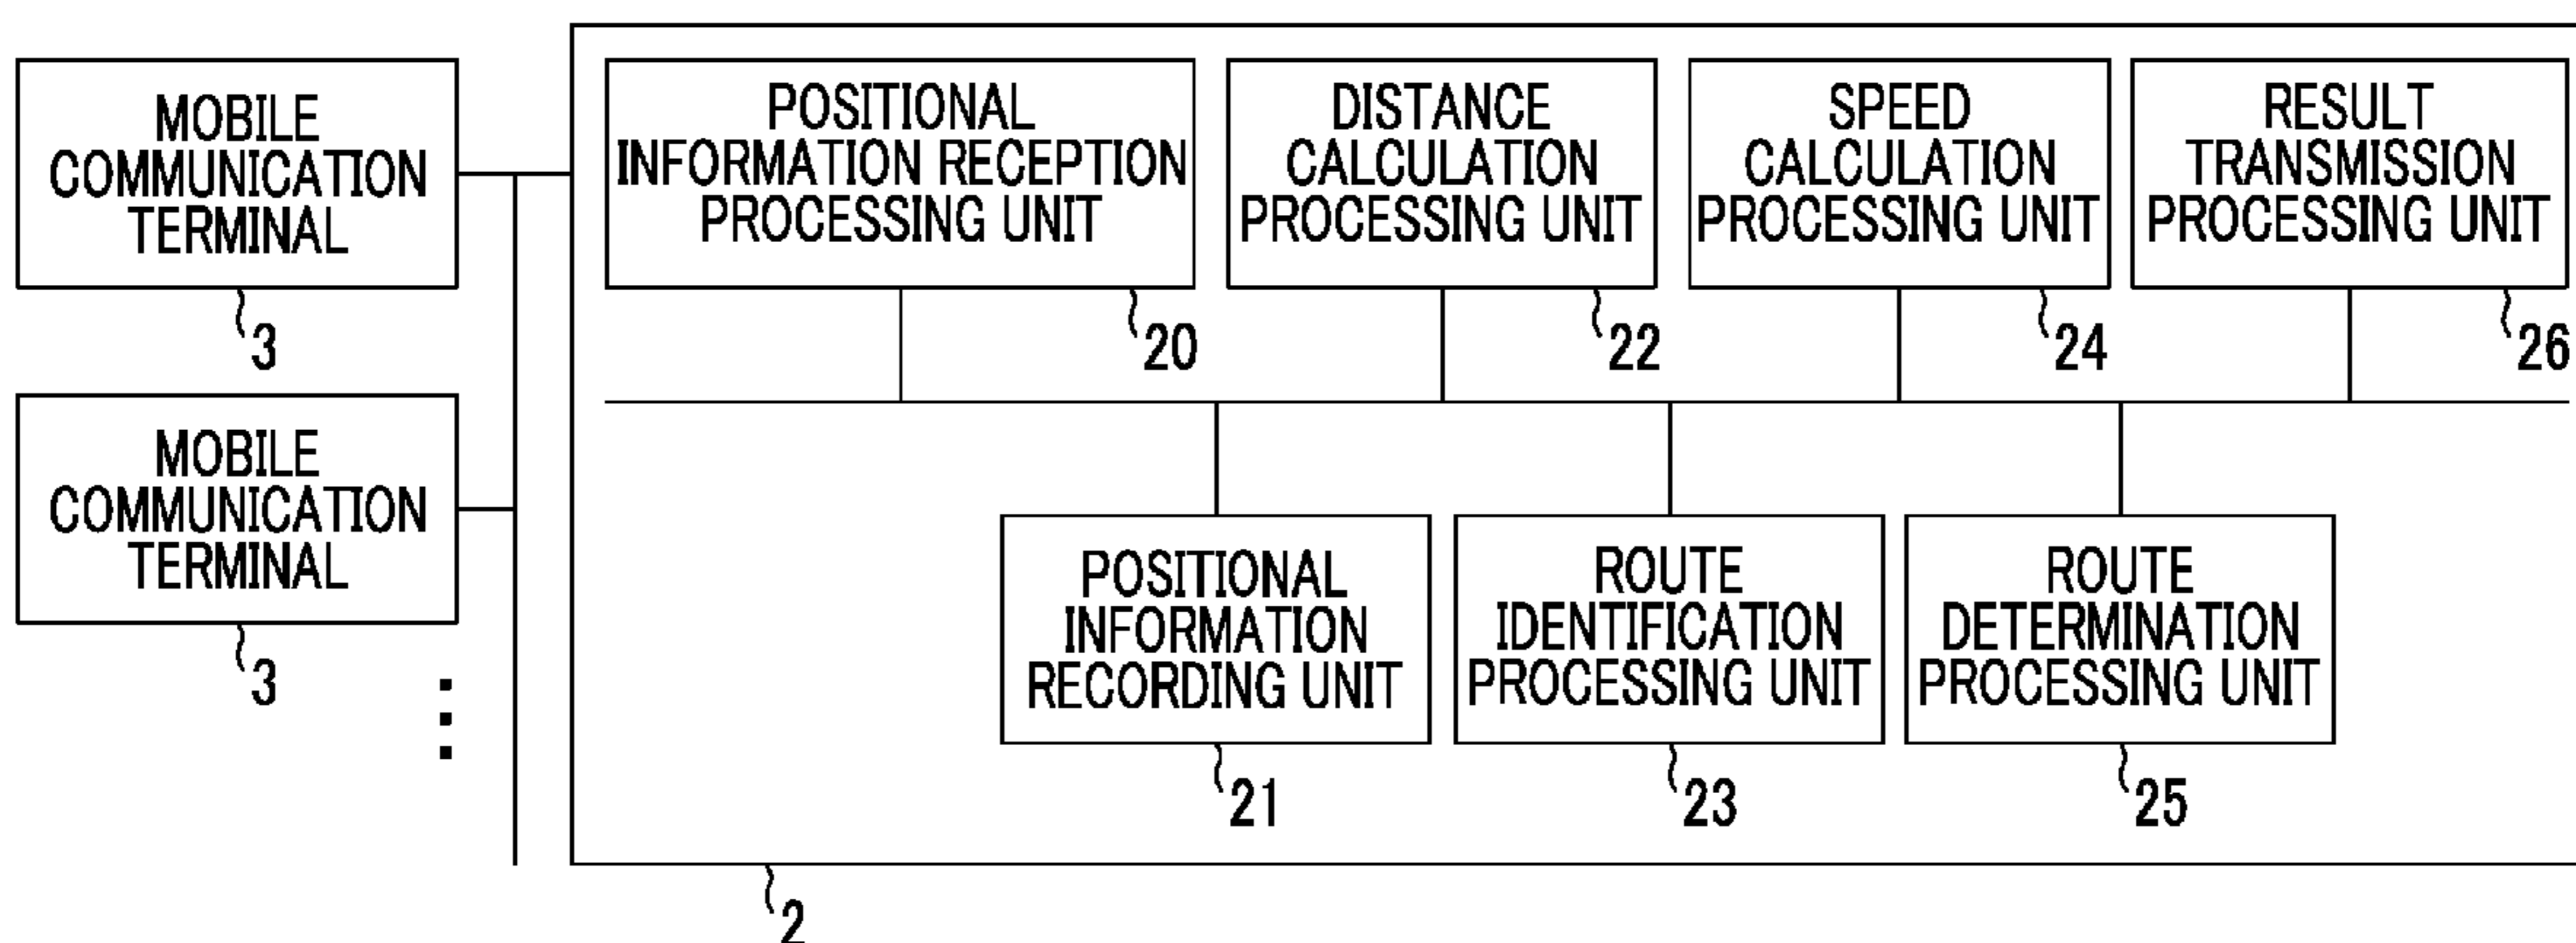 MOBILE
COMMUNICATION
TERMINAL
3
MOBILE
COMMUNICATION
TERMINAL
3
POSITIONAL
INFORMATION RECEPTION
PROCESSING UNIT
20
DISTANCE
CALCULATION
PROCESSING UNIT
22
SPEED
CALCULATION
PROCESSING UNIT
24
RESULT
TRANSMISSION
PROCESSING UNIT
26
POSITIONAL
INFORMATION
RECORDING UNIT
21
ROUTE
IDENTIFICATION
PROCESSING UNIT
23
ROUTE
DETERMINATION
PROCESSING UNIT
25
2